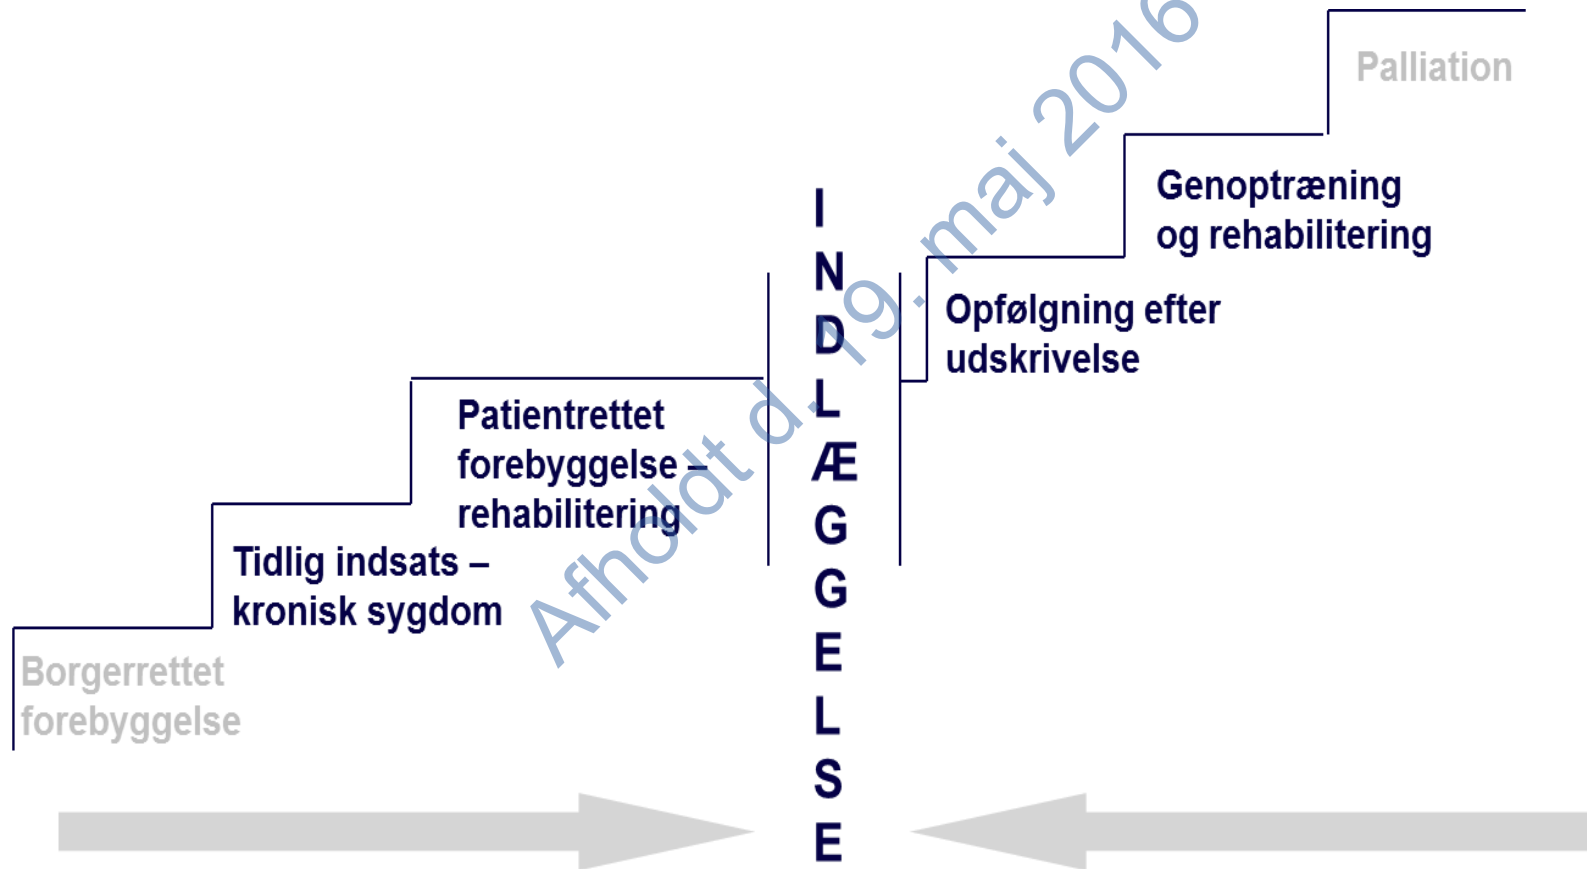 Borgerrettet
forebyggelse
Tidlig indsats –
kronisk sygdom
Patientrettet
forebyggelse –
rehabilitering
INDLÆGGELSE
Opfølgning efter
udskrivelse
Genoptræning
og rehabilitering
Palliation
Afholdt d. 19. maj 2016